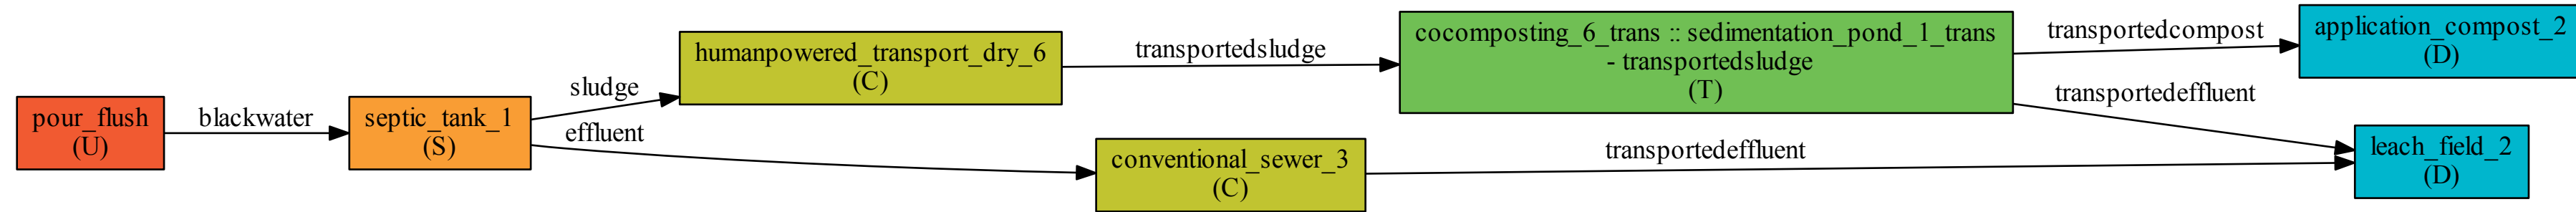 pour_flush
(U)
blackwater
septic_tank_1
(S)
sludge
effluent
humanpowered_transport_dry_6
(C)
transportedsludge
conventional_sewer_3
(C)
transportedeffluent
cocomposting_6_trans :: sedimentation_pond_1_trans
- transportedsludge
(T)
transportedcompost
transportedeffluent
application_compost_2
(D)
leach_field_2
(D)